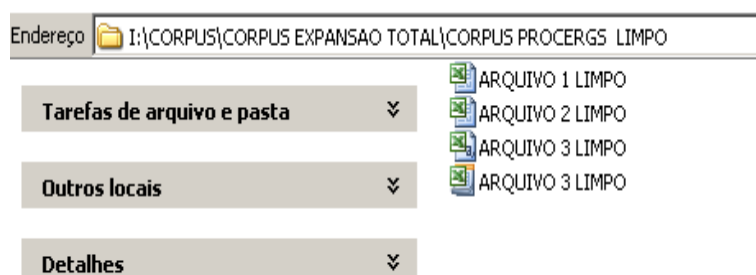 Endereço I:\CORPUS\CORPUS EXPANSAO TOTAL\CORPUS PROCERGS LIMPO
Tarefas de arquivo e pasta
Outros locais
Detalhes
ARQUIVO 1 LIMPO
ARQUIVO 2 LIMPO
ARQUIVO 3 LIMPO
ARQUIVO 3 LIMPO